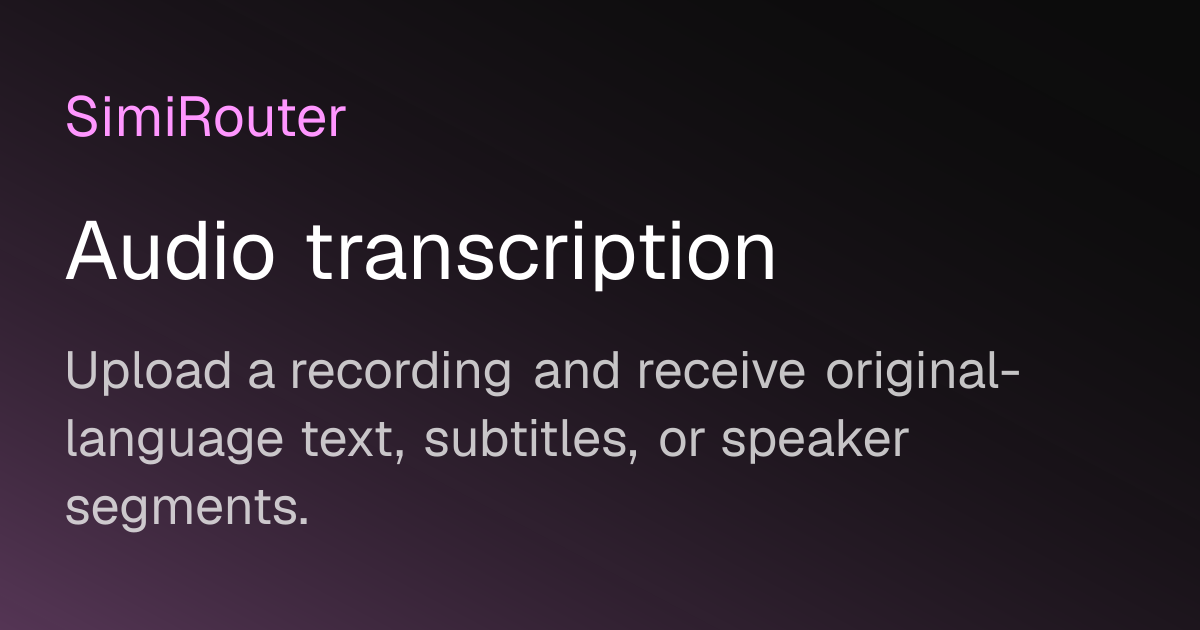 SimiRouter
Audio transcription
Upload a recording and receive original-
language text, subtitles, or speaker
segments.